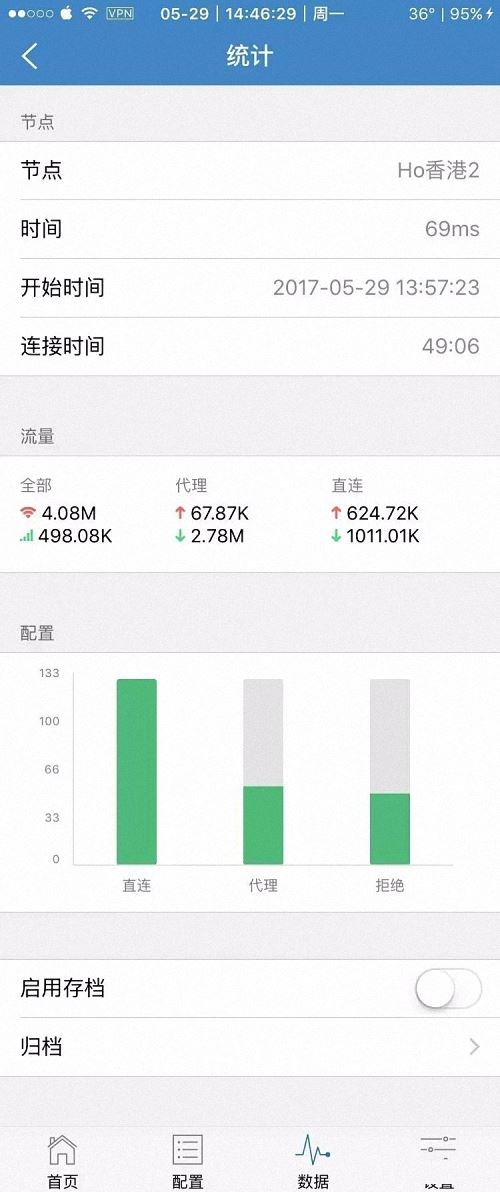 VPN 05-29 | 14:46:29 | 周一 36° | 95%
统计
节点
节点 Ho香港2
时间 69ms
开始时间 2017-05-29 13:57:23
连接时间 49:06
流量
全部 代理 直连
4.08M 67.87K 624.72K
498.08K 2.78M 1011.01K
配置
133
100
66
33
0
直连 代理 拒绝
启用存档
归档
首页 配置 数据